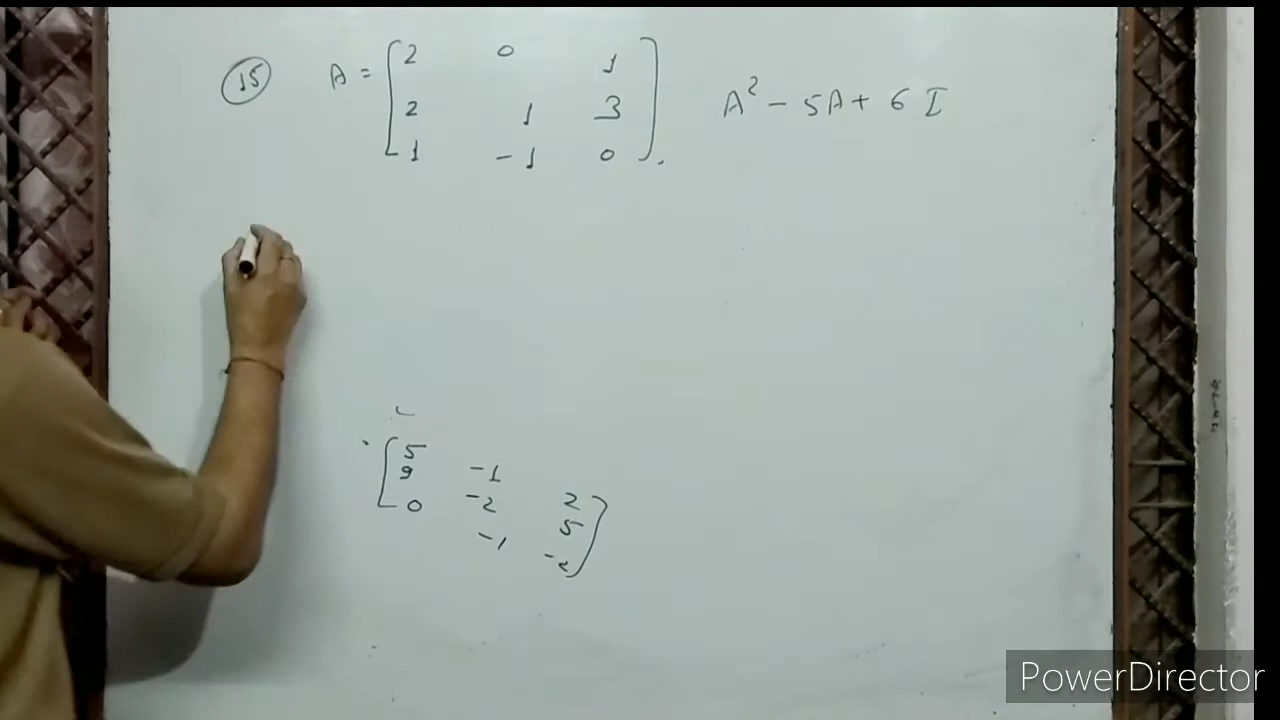 15 A = [ 2 0 1
2 1 3
1 -1 0 ]. A² - 5A + 6 I
[ 5 -1 2
9 -2 5
0 -1 -2 ]
PowerDirector